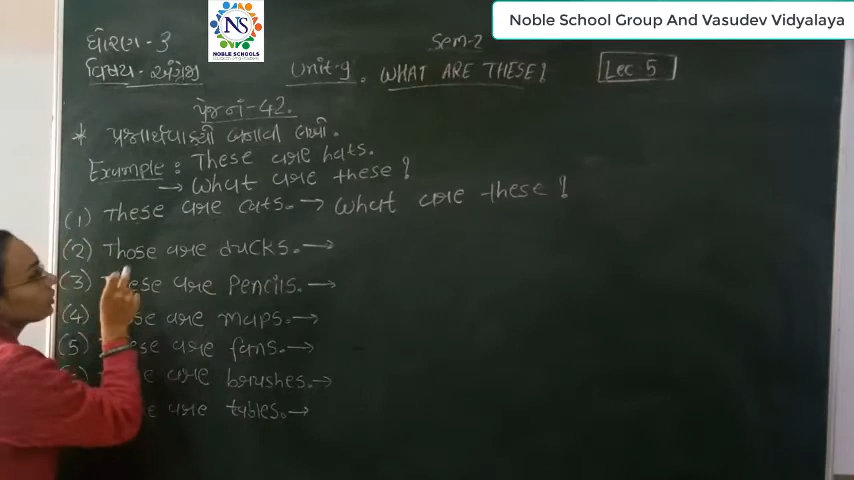 Noble School Group And Vasudev Vidyalaya
NS
NOBLE SCHOOLS
ધોરણ - 3
Sem-2
વિષય - અંગ્રેજી
Unit-9. WHAT ARE THESE?
Lec. 5
પેજ નં-42.
* પ્રશ્નાર્થવાક્યો બનાવી લખો.
Example : These are hats.
→ What are these?
(1) These are cats. → What are these?
(2) Those are ducks. →
(3) These are pencils. →
(4) se are maps. →
(5) se are fans. →
are brushes. →
e are tables. →